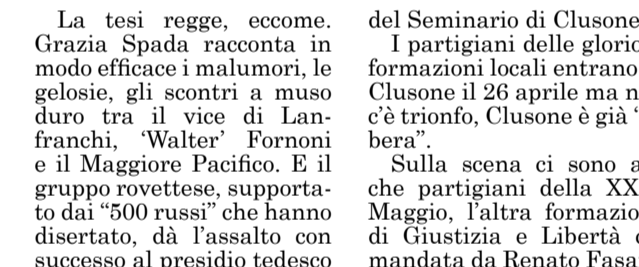 La tesi regge, eccome.
Grazia Spada racconta in
modo efficace i malumori, le
gelosie, gli scontri a muso
duro tra il vice di Lan-
franchi, ‘Walter’ Fornoni
e il Maggiore Pacifico. E il
gruppo rovettese, supporta-
to dai “500 russi” che hanno
disertato, dà l’assalto con
successo al presidio tedesco
del Seminario di Clusone
I partigiani delle glorio
formazioni locali entrano
Clusone il 26 aprile ma n
c’è trionfo, Clusone è già ‘
bera”.
Sulla scena ci sono a
che partigiani della XX
Maggio, l’altra formazio
di Giustizia e Libertà
mandata da Renato Fasa